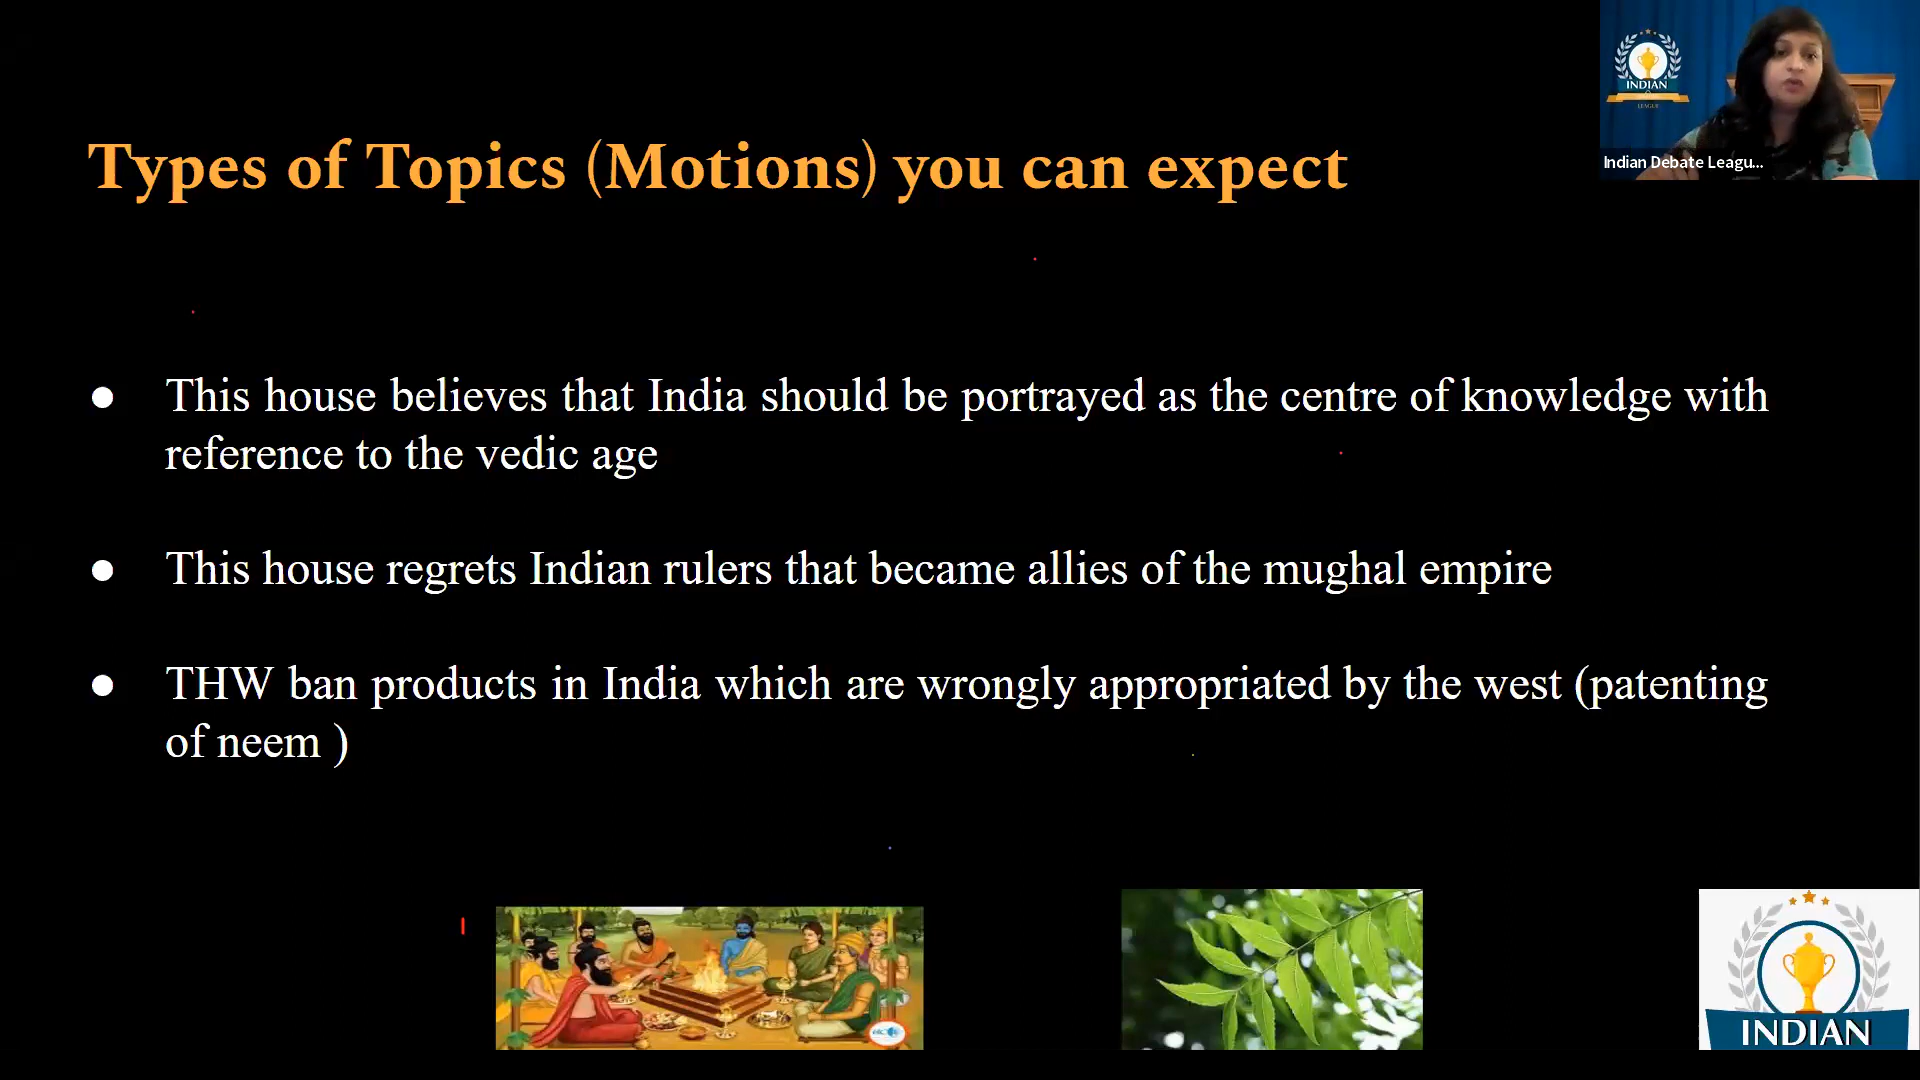 INDIAN
LEAGUE
Indian Debate Leagu...
Types of Topics (Motions) you can expect
● This house believes that India should be portrayed as the centre of knowledge with
reference to the vedic age
● This house regrets Indian rulers that became allies of the mughal empire
● THW ban products in India which are wrongly appropriated by the west (patenting
of neem )
INDIAN